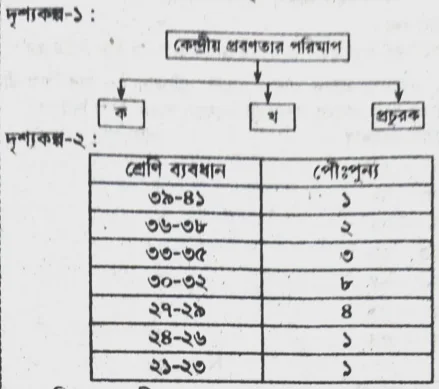 দৃশ্যকল্প-১ :
কেন্দ্রীয় প্রবণতার পরিমাপ
ক খ প্রচুরক
দৃশ্যকল্প-২ :
শ্রেণি ব্যবধান পৌঃপুন্য
৩৯-৪১ ১
৩৬-৩৮ ২
৩৩-৩৫ ৩
৩০-৩২ ৮
২৭-২৯ ৪
২৪-২৬ ১
২১-২৩ ১